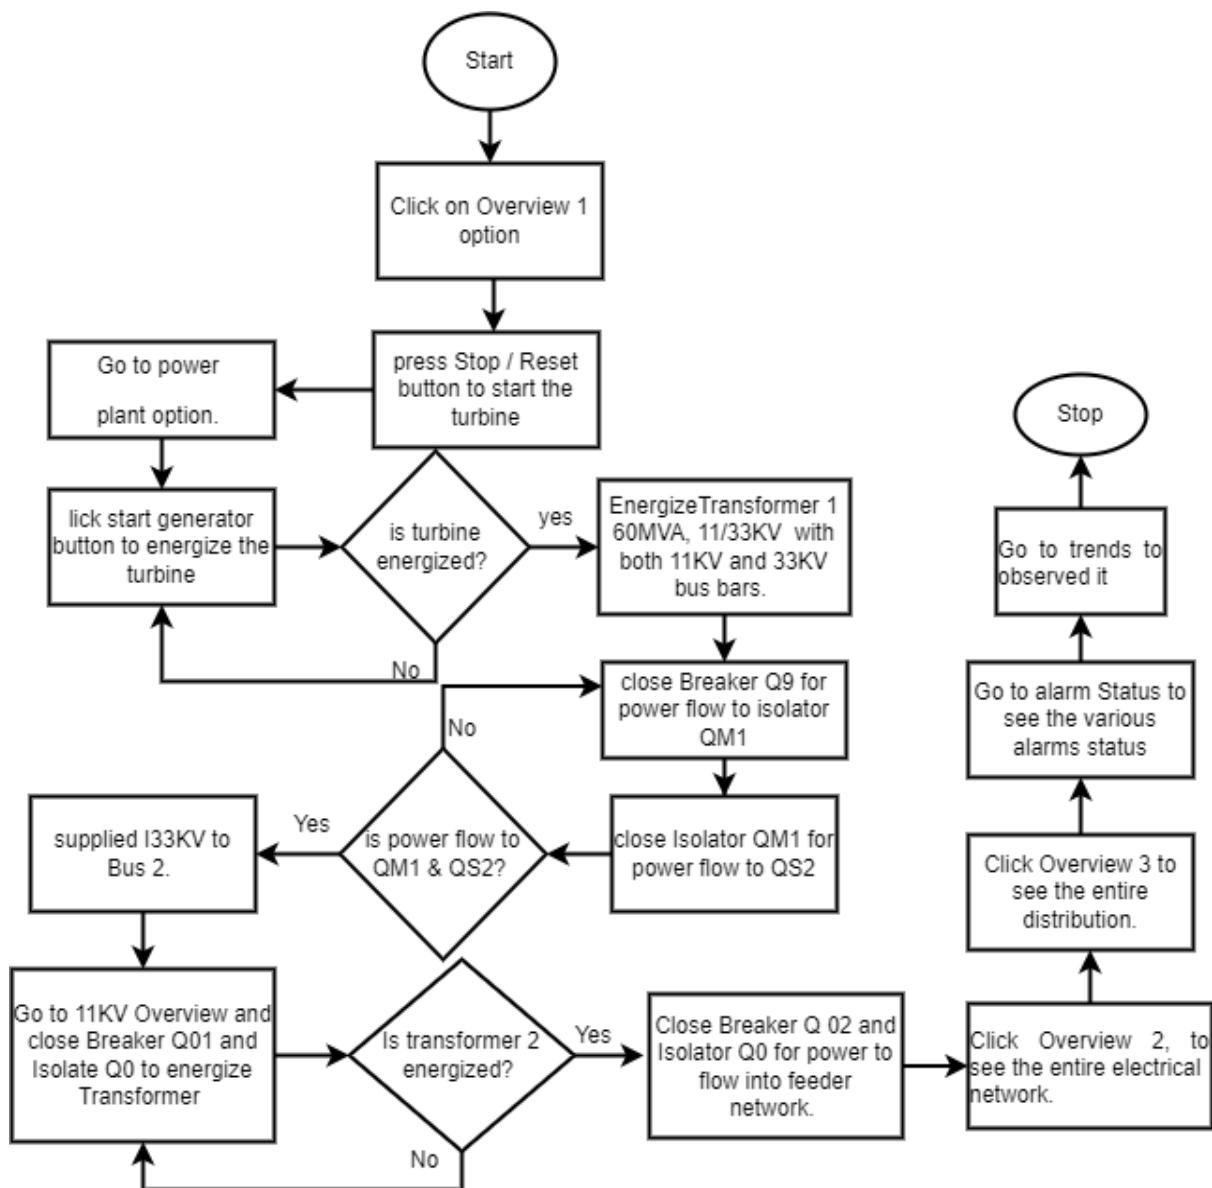 Start
Click on Overview 1
option
press Stop / Reset
button to start the
turbine
Go to power
plant option.
lick start generator
button to energize the
turbine
is turbine
energized?
yes
No
EnergizeTransformer 1
60MVA, 11/33KV with
both 11KV and 33KV
bus bars.
close Breaker Q9 for
power flow to isolator
QM1
close Isolator QM1 for
power flow to QS2
is power flow to
QM1 & QS2?
No
Yes
supplied I33KV to
Bus 2.
Go to 11KV Overview and
close Breaker Q01 and
Isolate Q0 to energize
Transformer
Is transformer 2
energized?
Yes
No
Close Breaker Q 02 and
Isolator Q0 for power to
flow into feeder
network.
Click Overview 2, to
see the entire electrical
network.
Click Overview 3 to
see the entire
distribution.
Go to alarm Status to
see the various
alarms status
Go to trends to
observed it
Stop